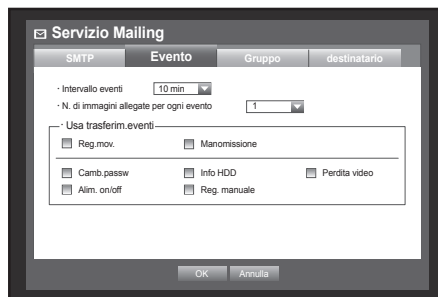 Servizio Mailing
SMTP Evento Gruppo destinatario
· Intervallo eventi 10 min
· N. di immagini allegate per ogni evento 1
· Usa trasferim.eventi
Reg.mov. Manomissione
Camb.passw Info HDD Perdita video
Alim. on/off Reg. manuale
OK Annulla